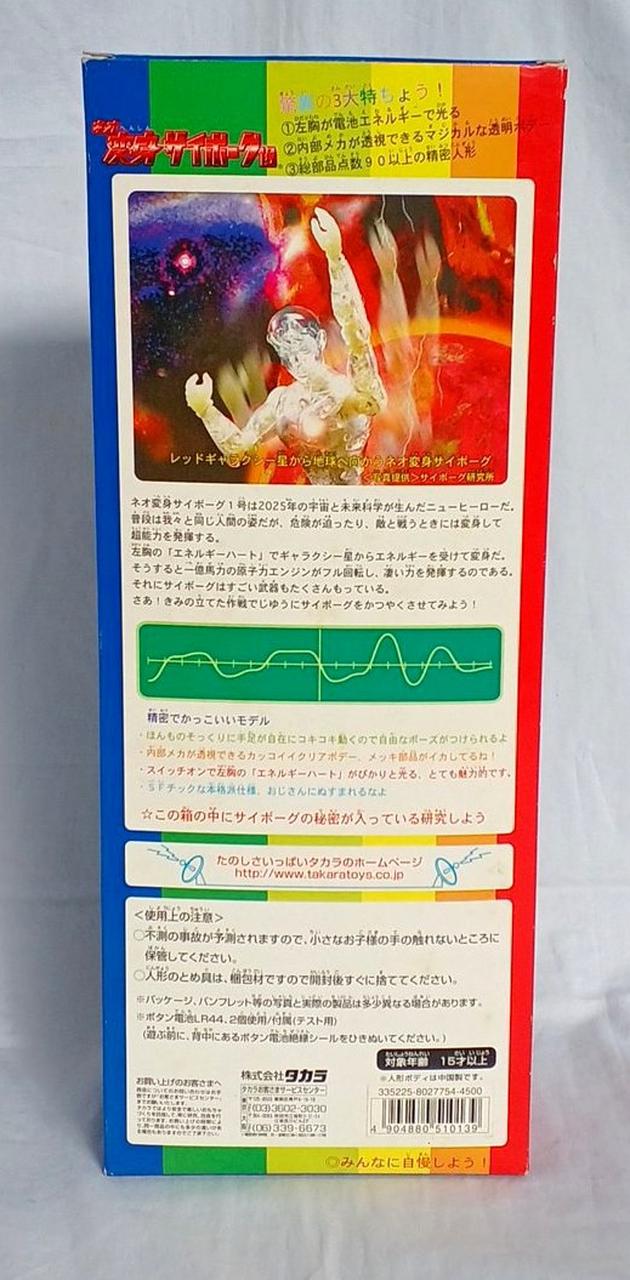 驚異の3大特ちょう！
①左胸が電池エネルギーで光る
②内部メカが透視できるマジカルな透明ボデー
③総部品点数９０以上の精密人形
ネオ
変身サイボーグ1号
レッドギャラクシー星から地球へ向かうネオ変身サイボーグ
＜写真提供＞サイボーグ研究所
ネオ変身サイボーグ１号は2025年の宇宙と未来科学が生んだニューヒーローだ。
普段は我々と同じ人間の姿だが、危険が迫ったり、敵と戦うときには変身して
超能力を発揮する。
左胸の「エネルギーハート」でギャラクシー星からエネルギーを受けて変身だ。
そうすると一億馬力の原子力エンジンがフル回転し、凄い力を発揮するのである。
それにサイボーグはすごい武器もたくさんもっている。
さあ！きみの立てた作戦でじゆうにサイボーグをかつやくさせてみよう！
精密でかっこいいモデル
・ほんものそっくりに手足が自在にコキコキ動くので自由なポーズがつけられるよ
・内部メカが透視できるカッコイイクリアボデー、メッキ部品がイカしてるね！
・スイッチオンで左胸の「エネルギーハート」がぴかりと光る、とても魅力的です。
・ＳＦチックな本格派仕様、おじさんにぬすまれるなよ
☆この箱の中にサイボーグの秘密が入っている研究しよう
たのしさいっぱいタカラのホームページ
http://www.takaratoys.co.jp
＜使用上の注意＞
○不測の事故が予測されますので、小さなお子様の手の触れないところに
保管してください。
○人形のとめ具は、梱包材ですので開封後すぐに捨ててください。
※パッケージ、パンフレット等の写真と実際の製品は多少異なる場合があります。
※ボタン電池LR44．2個使用/付属(テスト用)
（遊ぶ前に、背中にあるボタン電池絶縁シールをひきぬいてください。）
対象年齢 15才以上
※人形ボディは中国製です。
お買い上げのお客さまへ
株式会社タカラ
タカラお客さまサービスセンター
(03)3602-3030
(06)339-6673
335225-8027754-4500
4 904880 510139
◎みんなに自慢しよう！